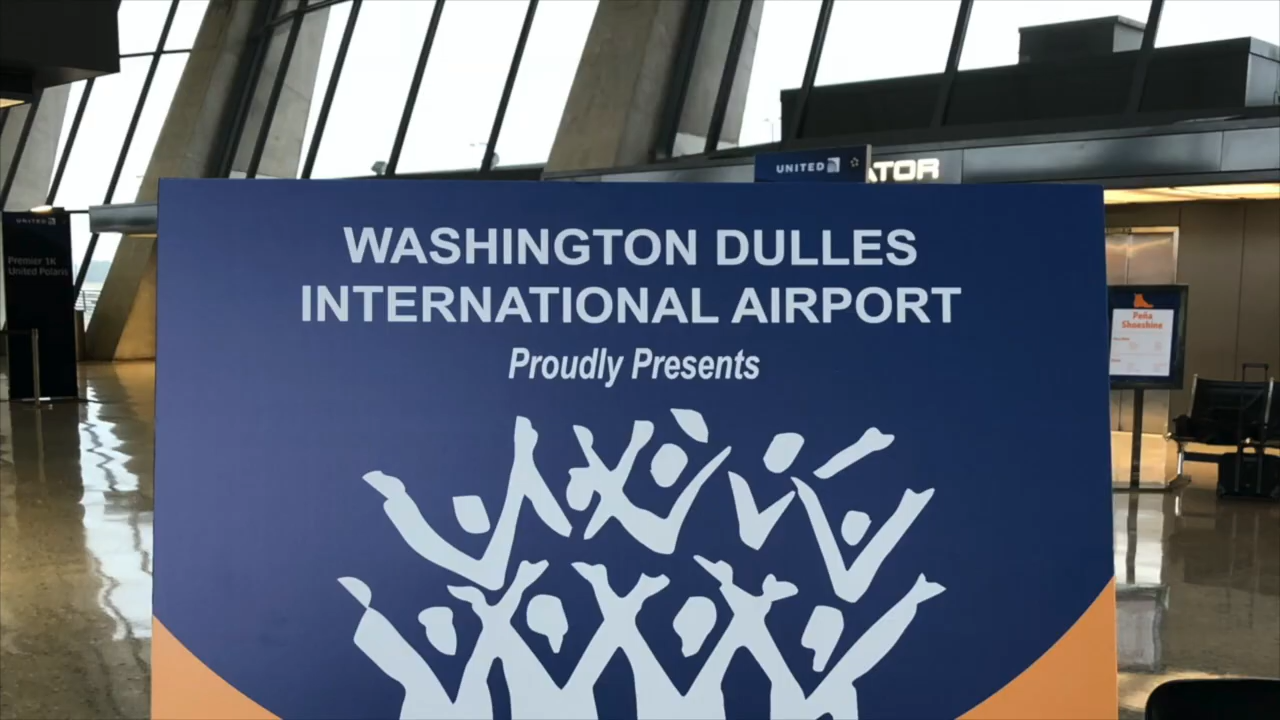 UNITED
ATOR
UNITED
Premier 1K
United Polaris
WASHINGTON DULLES
INTERNATIONAL AIRPORT
Proudly Presents
Peña
Shoeshine